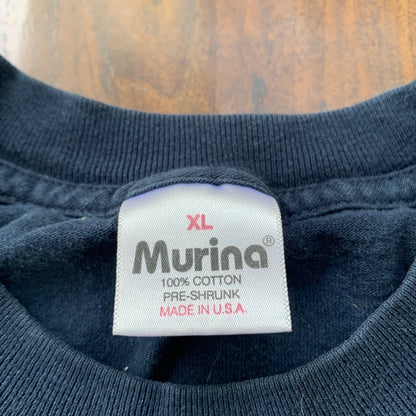 XL
Murina®
100% COTTON
PRE-SHRUNK
MADE IN U.S.A.